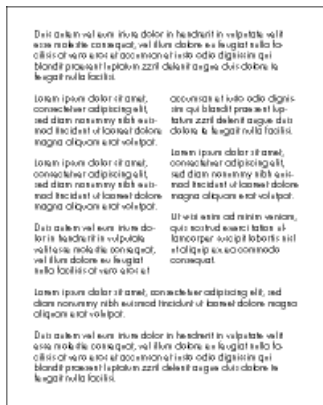 Duis autem vel eum iriure dolor in hendrerit in vulputate velit
esse molestie consequat, vel illum dolore eu feugiat nulla fa-
cilisis at vero eros et accumsan et iusto odio dignissim qui
blandit praesent luptatum zzril delenit augue duis dolore te
feugait nulla facilisi.
Lorem ipsum dolor sit amet,
consectetuer adipiscing elit,
sed diam nonummy nibh euis-
mod tincidunt ut laoreet dolore
magna aliquam erat volutpat.
Lorem ipsum dolor sit amet,
consectetuer adipiscing elit,
sed diam nonummy nibh euis-
mod tincidunt ut laoreet dolore
magna aliquam erat volutpat.
Duis autem vel eum iriure do-
lor in hendrerit in vulputate
velit esse molestie consequat,
vel illum dolore eu feugiat
nulla facilisis at vero eros et
accumsan et iusto odio dignis-
sim qui blandit praesent lup-
tatum zzril delenit augue duis
dolore te feugait nulla facilisi.
Lorem ipsum dolor sit amet,
consectetuer adipiscing elit,
sed diam nonummy nibh euis-
mod tincidunt ut laoreet dolore
magna aliquam erat volutpat.
Ut wisi enim ad minim veniam,
quis nostrud exerci tation ul-
lamcorper suscipit lobortis nisl
ut aliquip ex ea commodo
consequat.
Lorem ipsum dolor sit amet, consectetuer adipiscing elit, sed
diam nonummy nibh euismod tincidunt ut laoreet dolore magna
aliquam erat volutpat.
Duis autem vel eum iriure dolor in hendrerit in vulputate velit
esse molestie consequat, vel illum dolore eu feugiat nulla fa-
cilisis at vero eros et accumsan et iusto odio dignissim qui
blandit praesent luptatum zzril delenit augue duis dolore te
feugait nulla facilisi.